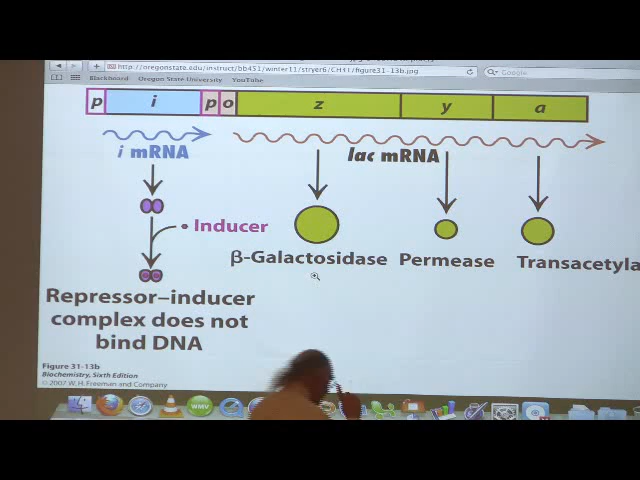 http://oregonstate.edu/instruct/bb451/winter11/stryer6/CH31/figure31-13b.jpg
Google
Blackboard Oregon State University YouTube
p i p o z y a
i mRNA
lac mRNA
Inducer
β-Galactosidase Permease Transacetyla
Repressor–inducer
complex does not
bind DNA
Figure 31-13b
Biochemistry, Sixth Edition
© 2007 W. H. Freeman and Company
WMV